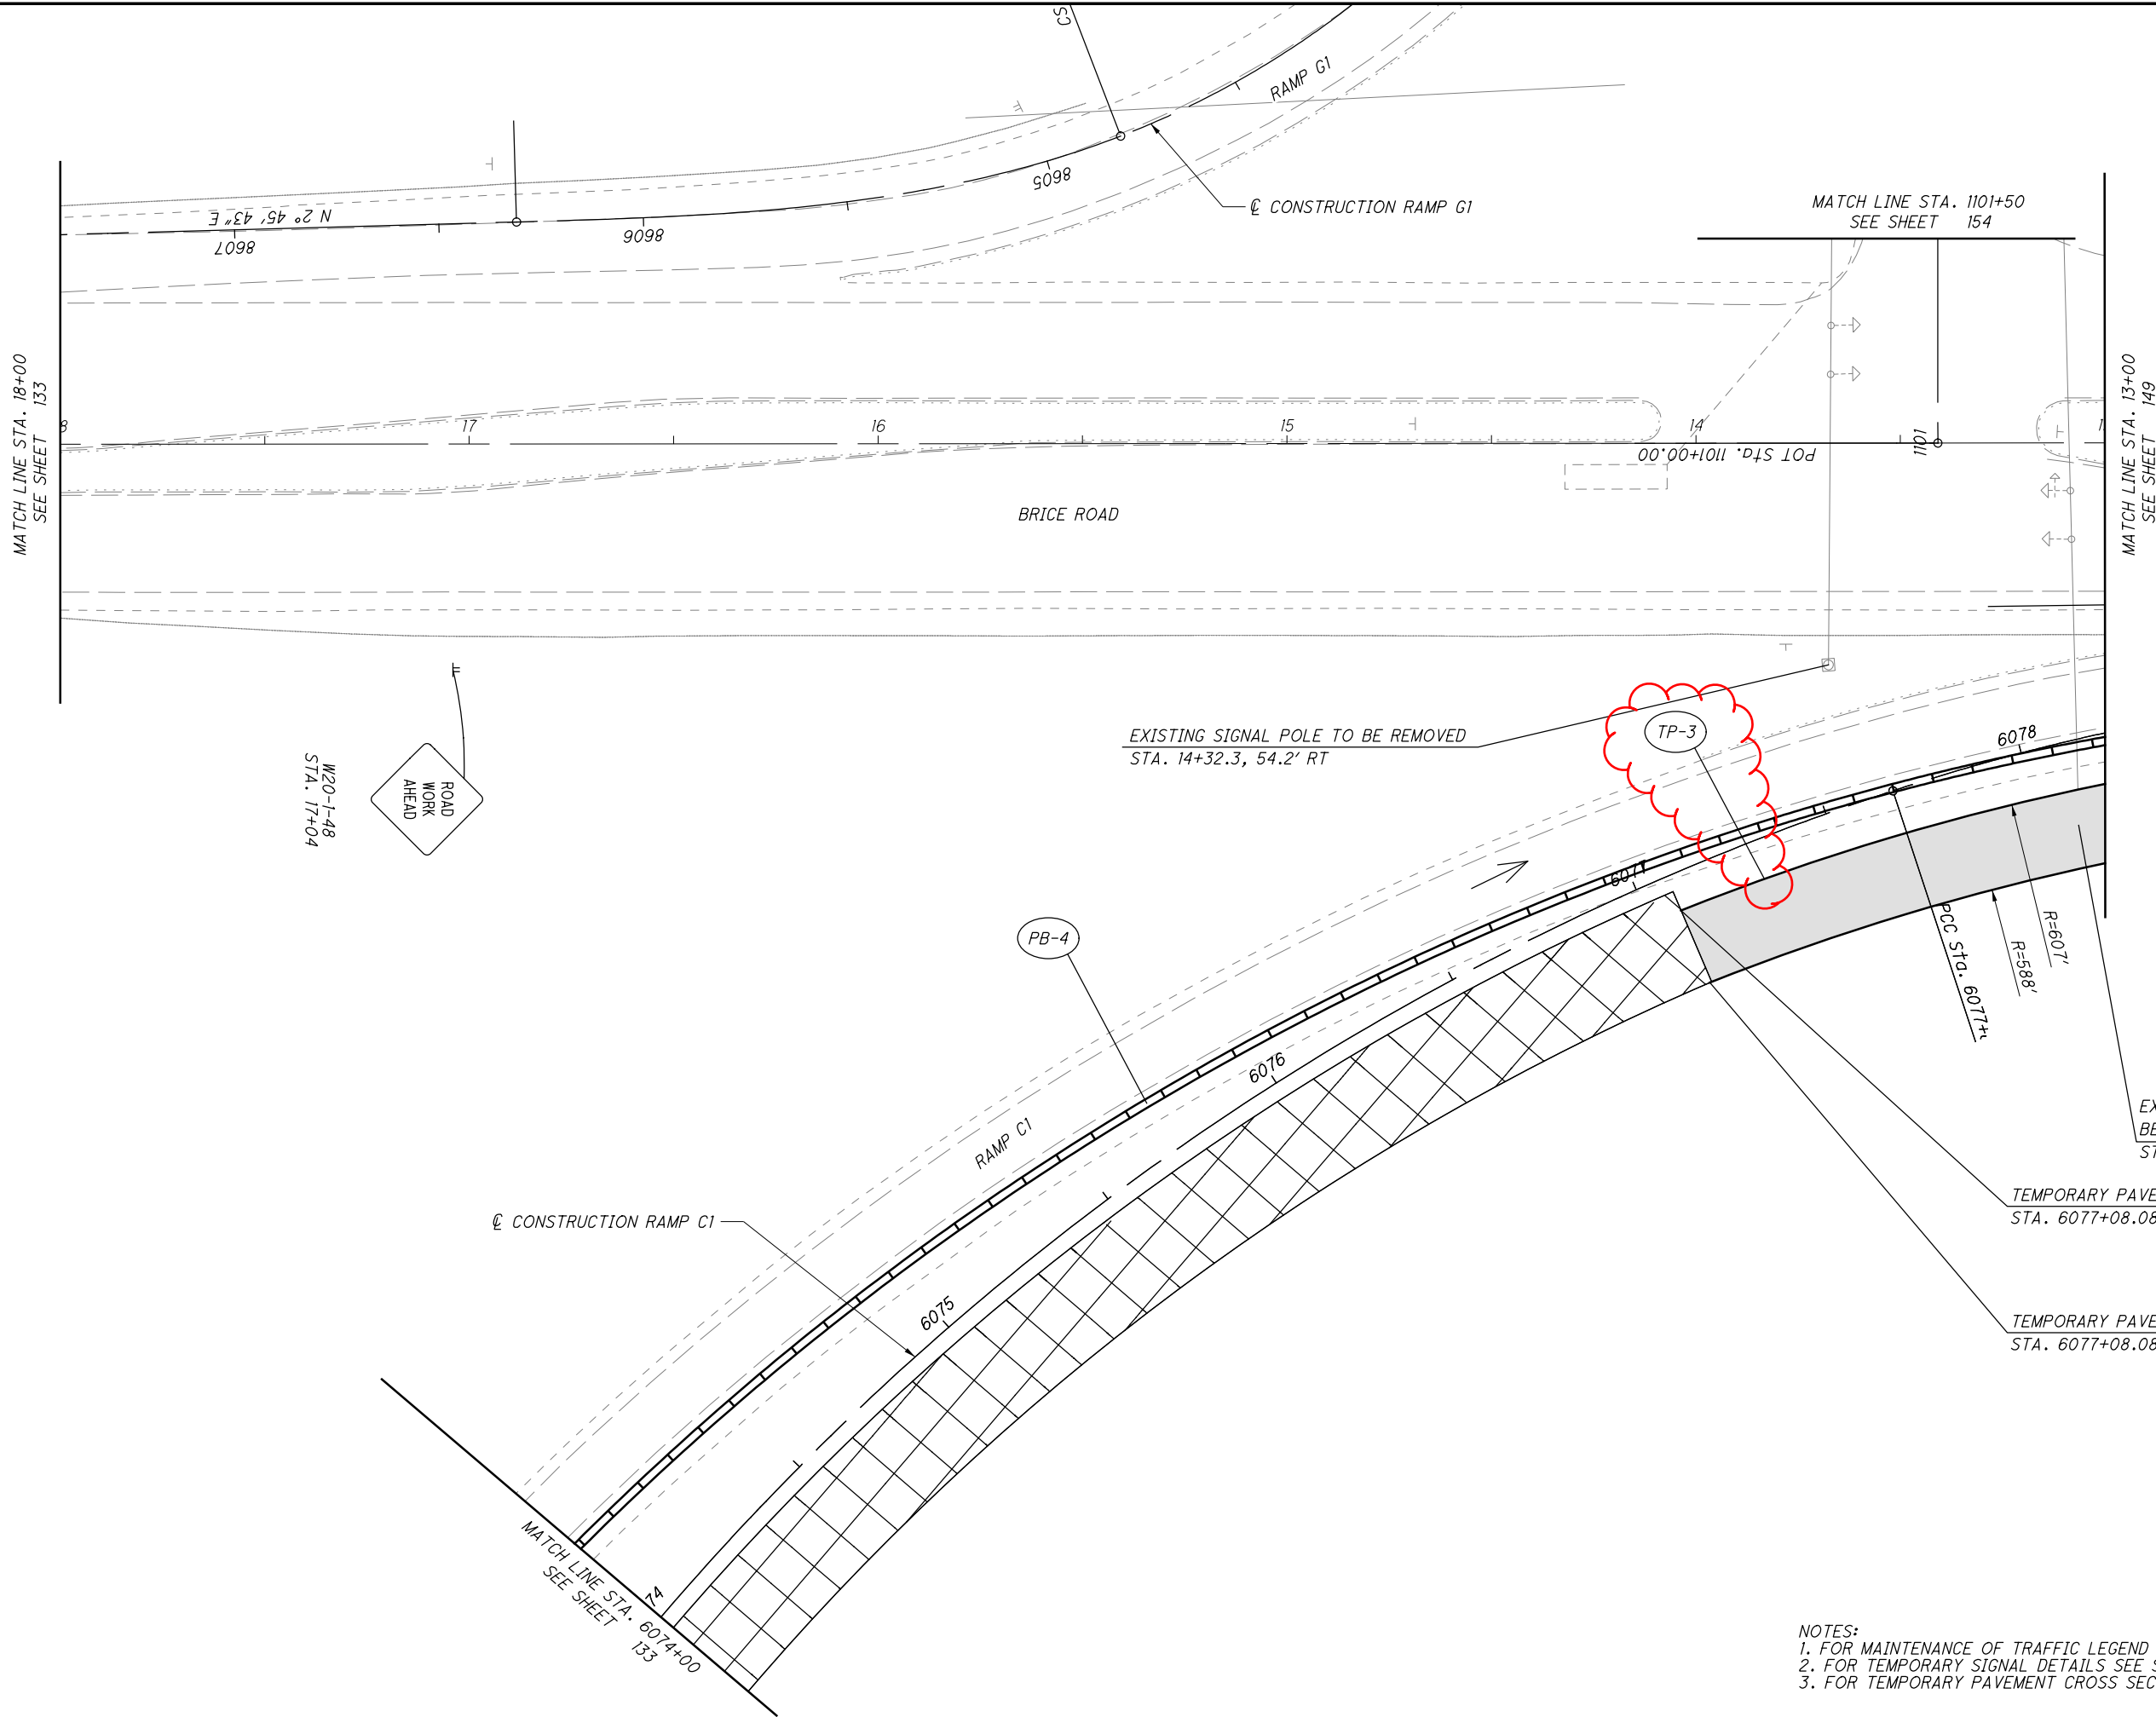 CS
RAMP G1
8605
℄ CONSTRUCTION RAMP G1
MATCH LINE STA. 1101+50
SEE SHEET 154
N 2° 45' 43" E
8607
8606
MATCH LINE STA. 18+00
SEE SHEET 133
8
17
16
15
14
1101
POT Sta. 1101+00.00
MATCH LINE STA. 13+00
SEE SHEET 149
BRICE ROAD
EXISTING SIGNAL POLE TO BE REMOVED
STA. 14+32.3, 54.2' RT
TP-3
6078
ROAD
WORK
AHEAD
W20-1-48
STA. 17+04
6077
PB-4
PCC Sta. 6077+
R=607'
R=588'
6076
RAMP C1
BE
TEMPORARY PAVE
STA. 6077+08.08
℄ CONSTRUCTION RAMP C1
6075
TEMPORARY PAVE
STA. 6077+08.08
74
MATCH LINE STA. 6074+00
SEE SHEET 133
NOTES:
1. FOR MAINTENANCE OF TRAFFIC LEGEND
2. FOR TEMPORARY SIGNAL DETAILS SEE S
3. FOR TEMPORARY PAVEMENT CROSS SEC